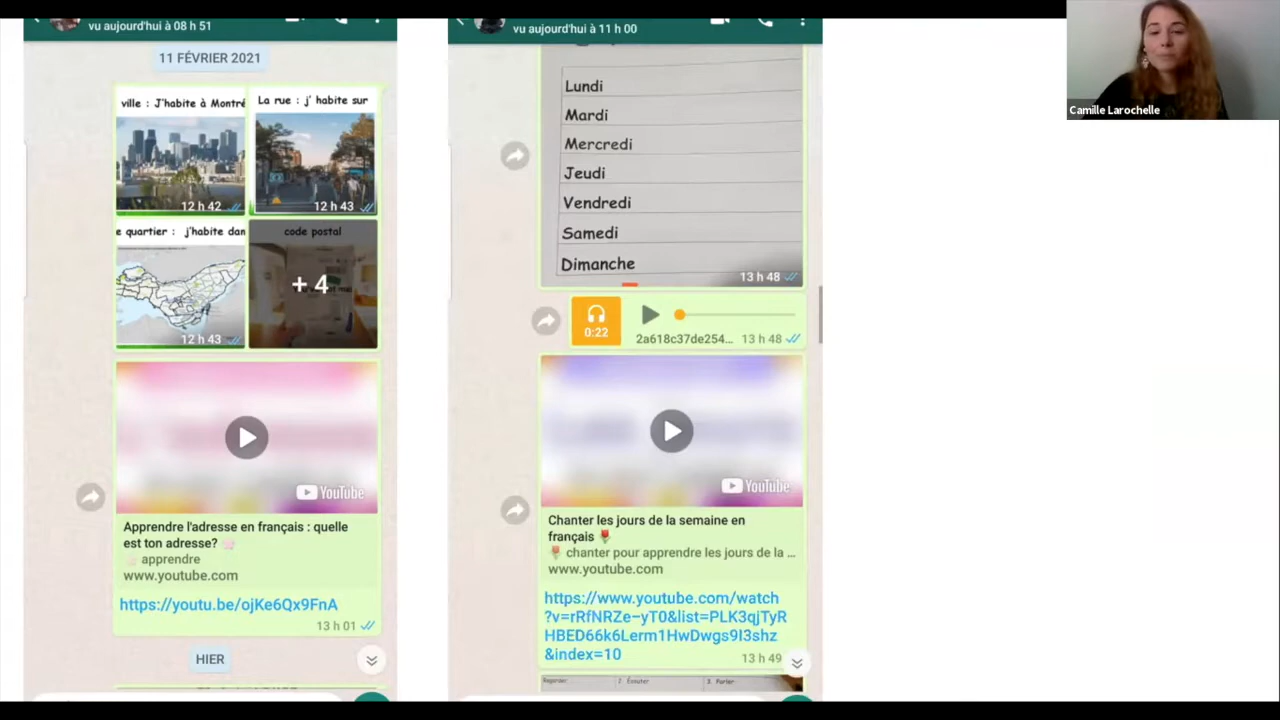 vu aujourd'hui à 08 h 51
11 FÉVRIER 2021
ville : J'habite à Montré
La rue : j' habite sur
12 h 42
12 h 43
e quartier : j'habite dan
code postal
+ 4
12 h 43
YouTube
Apprendre l'adresse en français : quelle
est ton adresse?
apprendre
www.youtube.com
https://youtu.be/ojKe6Qx9FnA
13 h 01
HIER
vu aujourd'hui à 11 h 00
Lundi
Mardi
Mercredi
Jeudi
Vendredi
Samedi
Dimanche
13 h 48
0:22
2a618c37de254...
13 h 48
YouTube
Chanter les jours de la semaine en
français
chanter pour apprendre les jours de la ...
www.youtube.com
https://www.youtube.com/watch
?v=rRfNRZe-yT0&list=PLK3qjTyR
HBED66k6Lerm1HwDwgs9I3shz
&index=10
13 h 49
Regarder
2. Écouter
3. Parler
Camille Larochelle